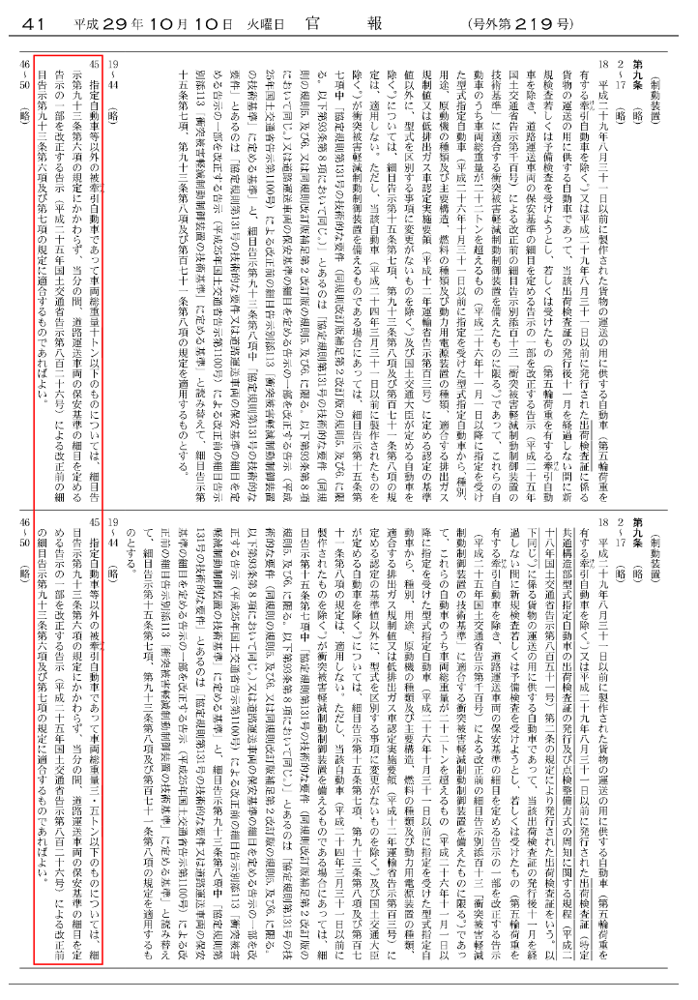 41　平成29年10月10日　火曜日　官　　報　（号外第219号）
（制動装置）
第九条　（略）
2～17　（略）
18　平成二十九年八月三十一日以前に製作された貨物の運送の用に供する自動車（第五輪荷重を
有する牽引自動車を除く。）又は平成二十九年八月三十一日以前に発行された出荷検査証に係る
貨物の運送の用に供する自動車であって、当該出荷検査証の発行後十一月を経過しない間に新
規検査若しくは予備検査を受けようとし、若しくは受けたもの（第五輪荷重を有する牽引自動
車を除き、道路運送車両の保安基準の細目を定める告示の一部を改正する告示（平成二十五年
国土交通省告示第千百号）による改正前の細目告示別添百十三「衝突被害軽減制動制御装置の
技術基準」に適合する衝突被害軽減制動制御装置を備えたものに限る。）であって、これらの自
動車のうち車両総重量が二十二トンを超えるもの（平成二十六年十一月一日以降に指定を受け
た型式指定自動車（平成二十六年十月三十一日以前に指定を受けた型式指定自動車から、種別、
用途、原動機の種類及び主要構造、燃料の種類及び動力用電源装置の種類、適合する排出ガス
規制値又は低排出ガス車認定実施要領（平成十二年運輸省告示第百三号）に定める認定の基準
値以外に、型式を区別する事項に変更がないものを除く。）及び国土交通大臣が定める自動車を
除く。）については、細目告示第十五条第七項、第九十三条第八項及び第百七十一条第八項の規
定は、適用しない。ただし、当該自動車（平成二十四年三月三十一日以前に製作されたものを
除く。）が衝突被害軽減制動制御装置を備えるものである場合にあっては、細目告示第十五条第
七項中「協定規則第131号の技術的な要件（同規則改訂版補足第2改訂版の規則5.及び6.に限
る。以下第93条第8項において同じ。）」とあるのは「協定規則第131号の技術的な要件（同規
則の規則5.及び6.又は同規則改訂版補足第2改訂版の規則5.及び6.に限る。以下第93条第8項
において同じ。）又は道路運送車両の保安基準の細目を定める告示の一部を改正する告示（平成
25年国土交通省告示第1100号）による改正前の細目告示別添113「衝突被害軽減制動制御装置
の技術基準」に定める基準」と、細目告示第九十三条第八項中「協定規則第131号の技術的な
要件」とあるのは「協定規則第131号の技術的な要件又は道路運送車両の保安基準の細目を定
める告示の一部を改正する告示（平成25年国土交通省告示第1100号）による改正前の細目告示
別添113「衝突被害軽減制動制御装置の技術基準」に定める基準」と読み替えて、細目告示第
十五条第七項、第九十三条第八項及び第百七十一条第八項の規定を適用するものとする。
19～44　（略）
45　指定自動車等以外の被牽引自動車であって車両総重量十トン以下のものについては、細目告
示第九十三条第六項の規定にかかわらず、当分の間、道路運送車両の保安基準の細目を定める
告示の一部を改正する告示（平成二十五年国土交通省告示第八百二十六号）による改正前の細
目告示第九十三条第六項及び第七項の規定に適合するものであればよい。
46～50　（略）
（制動装置）
第九条　（略）
2～17　（略）
18　平成二十九年八月三十一日以前に製作された貨物の運送の用に供する自動車（第五輪荷重を
有する牽引自動車を除く。）又は平成二十九年八月三十一日以前に発行された出荷検査証（特定
共通構造部型式指定自動車の出荷検査証の発行及び点検整備方式の周知に関する規程（平成二
十八年国土交通省告示第八百五十一号）第二条の規定により発行された出荷検査証をいう。以
下同じ。）に係る貨物の運送の用に供する自動車であって、当該出荷検査証の発行後十一月を経
過しない間に新規検査若しくは予備検査を受けようとし、若しくは受けたもの（第五輪荷重を
有する牽引自動車を除き、道路運送車両の保安基準の細目を定める告示の一部を改正する告示
（平成二十五年国土交通省告示第千百号）による改正前の細目告示別添百十三「衝突被害軽減
制動制御装置の技術基準」に適合する衝突被害軽減制動制御装置を備えたものに限る。）であっ
て、これらの自動車のうち車両総重量が二十二トンを超えるもの（平成二十六年十一月一日以
降に指定を受けた型式指定自動車（平成二十六年十月三十一日以前に指定を受けた型式指定自
動車から、種別、用途、原動機の種類及び主要構造、燃料の種類及び動力用電源装置の種類、
適合する排出ガス規制値又は低排出ガス車認定実施要領（平成十二年運輸省告示第百三号）に
定める認定の基準値以外に、型式を区別する事項に変更がないものを除く。）及び国土交通大臣
が定める自動車を除く。）については、細目告示第十五条第七項、第九十三条第八項及び第百七
十一条第八項の規定は、適用しない。ただし、当該自動車（平成二十四年三月三十一日以前に
製作されたものを除く。）が衝突被害軽減制動制御装置を備えるものである場合にあっては、細
目告示第十五条第七項中「協定規則第131号の技術的な要件（同規則改訂版補足第2改訂版の
規則5.及び6.に限る。以下第93条第8項において同じ。）」とあるのは「協定規則第131号の技
術的な要件（同規則の規則5.及び6.又は同規則改訂版補足第2改訂版の規則5.及び6.に限る。
以下第93条第8項において同じ。）又は道路運送車両の保安基準の細目を定める告示の一部を改
正する告示（平成25年国土交通省告示第1100号）による改正前の細目告示別添113「衝突被害
軽減制動制御装置の技術基準」に定める基準」と、細目告示第九十三条第八項中「協定規則第
131号の技術的な要件」とあるのは「協定規則第131号の技術的な要件又は道路運送車両の保安
基準の細目を定める告示の一部を改正する告示（平成25年国土交通省告示第1100号）による改
正前の細目告示別添113「衝突被害軽減制動制御装置の技術基準」に定める基準」と読み替え
て、細目告示第十五条第七項、第九十三条第八項及び第百七十一条第八項の規定を適用するも
のとする。
19～44　（略）
45　指定自動車等以外の被牽引自動車であって車両総重量三・五トン以下のものについては、細
目告示第九十三条第六項の規定にかかわらず、当分の間、道路運送車両の保安基準の細目を定
める告示の一部を改正する告示（平成二十五年国土交通省告示第八百二十六号）による改正前
の細目告示第九十三条第六項及び第七項の規定に適合するものであればよい。
46～50　（略）